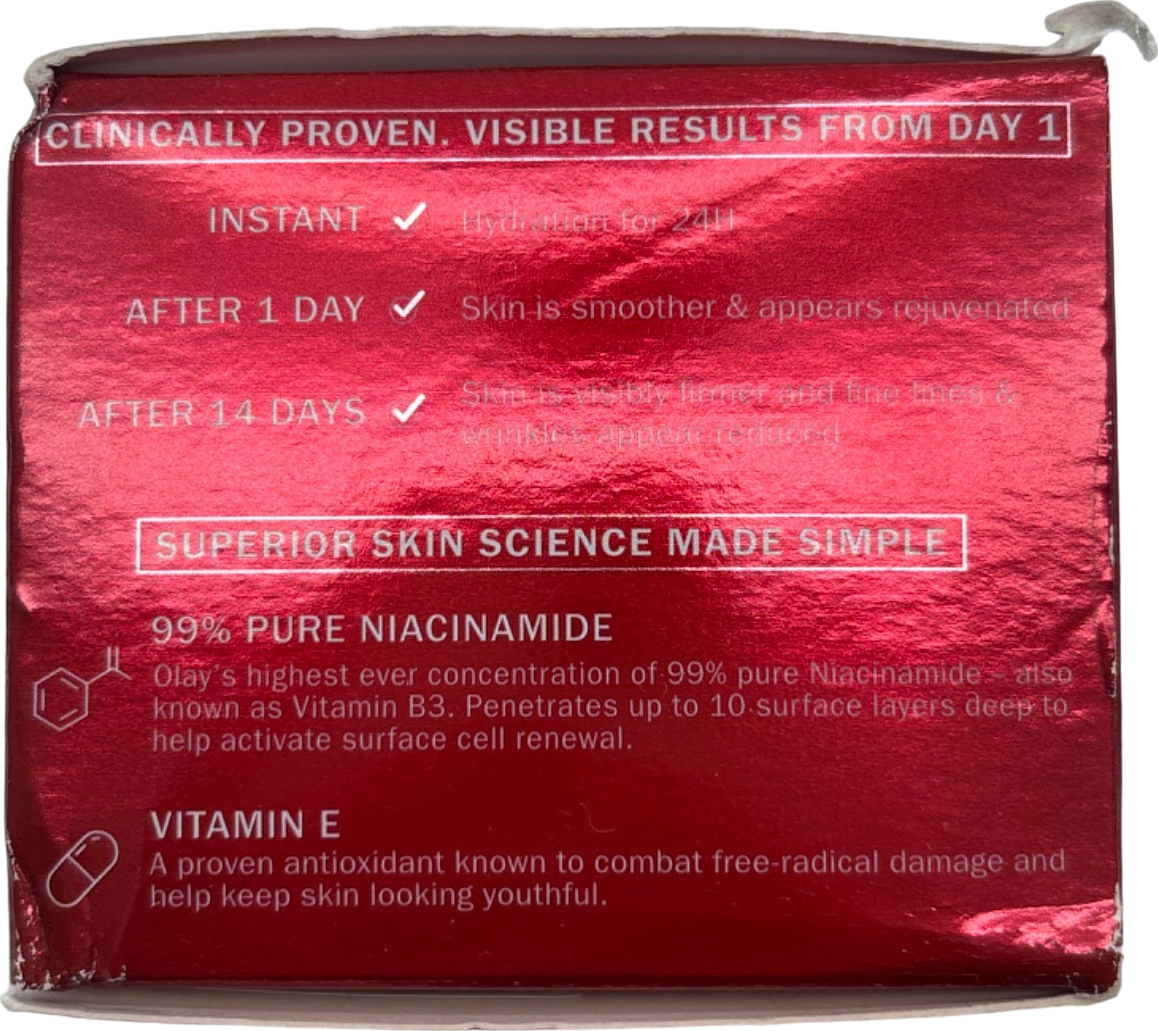 CLINICALLY PROVEN. VISIBLE RESULTS FROM DAY 1
INSTANT ✓ Hydration for 24H
AFTER 1 DAY ✓ Skin is smoother & appears rejuvenated
AFTER 14 DAYS ✓ Skin is visibly firmer and fine lines &
wrinkles appear reduced
SUPERIOR SKIN SCIENCE MADE SIMPLE
99% PURE NIACINAMIDE
Olay's highest ever concentration of 99% pure Niacinamide – also
known as Vitamin B3. Penetrates up to 10 surface layers deep to
help activate surface cell renewal.
VITAMIN E
A proven antioxidant known to combat free-radical damage and
help keep skin looking youthful.